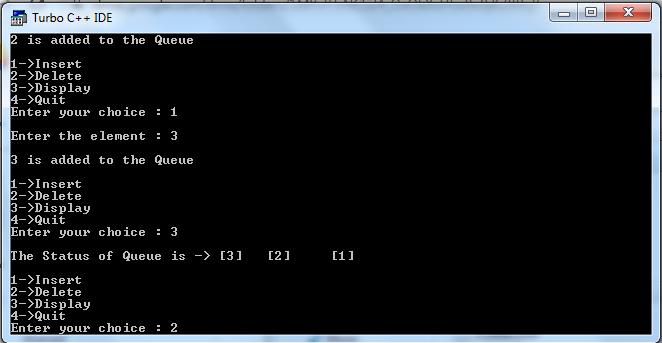 Turbo C++ IDE
2 is added to the Queue
1->Insert
2->Delete
3->Display
4->Quit
Enter your choice : 1
Enter the element : 3
3 is added to the Queue
1->Insert
2->Delete
3->Display
4->Quit
Enter your choice : 3
The Status of Queue is -> [3] [2] [1]
1->Insert
2->Delete
3->Display
4->Quit
Enter your choice : 2